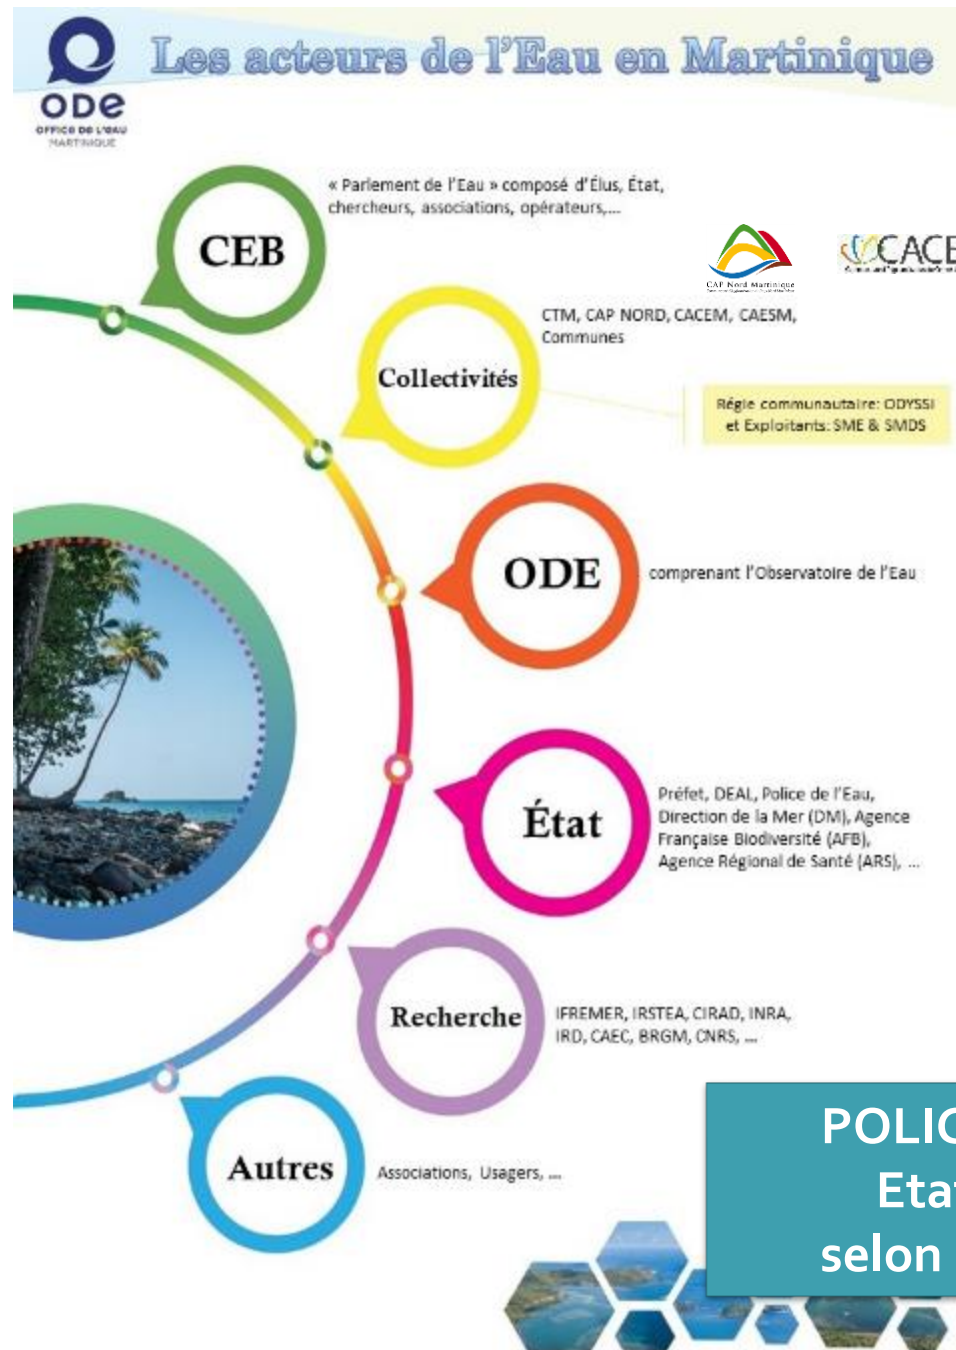 Les acteurs de l'Eau en Martinique
ODe
OFFICE DE L'EAU
MARTINIQUE
CEB
« Parlement de l'Eau » composé d'Élus, État,
chercheurs, associations, opérateurs,...
CAP Nord Martinique
CACE
Collectivités
CTM, CAP NORD, CACEM, CAESM,
Communes
Régie communautaire: ODYSSI
et Exploitants: SME & SMDS
ODE
comprenant l'Observatoire de l'Eau
État
Préfet, DEAL, Police de l'Eau,
Direction de la Mer (DM), Agence
Française Biodiversité (AFB),
Agence Régional de Santé (ARS), ...
Recherche
IFREMER, IRSTEA, CIRAD, INRA,
IRD, CAEC, BRGM, CNRS, ...
Autres
Associations, Usagers, ...
POLIC
Etat
selon